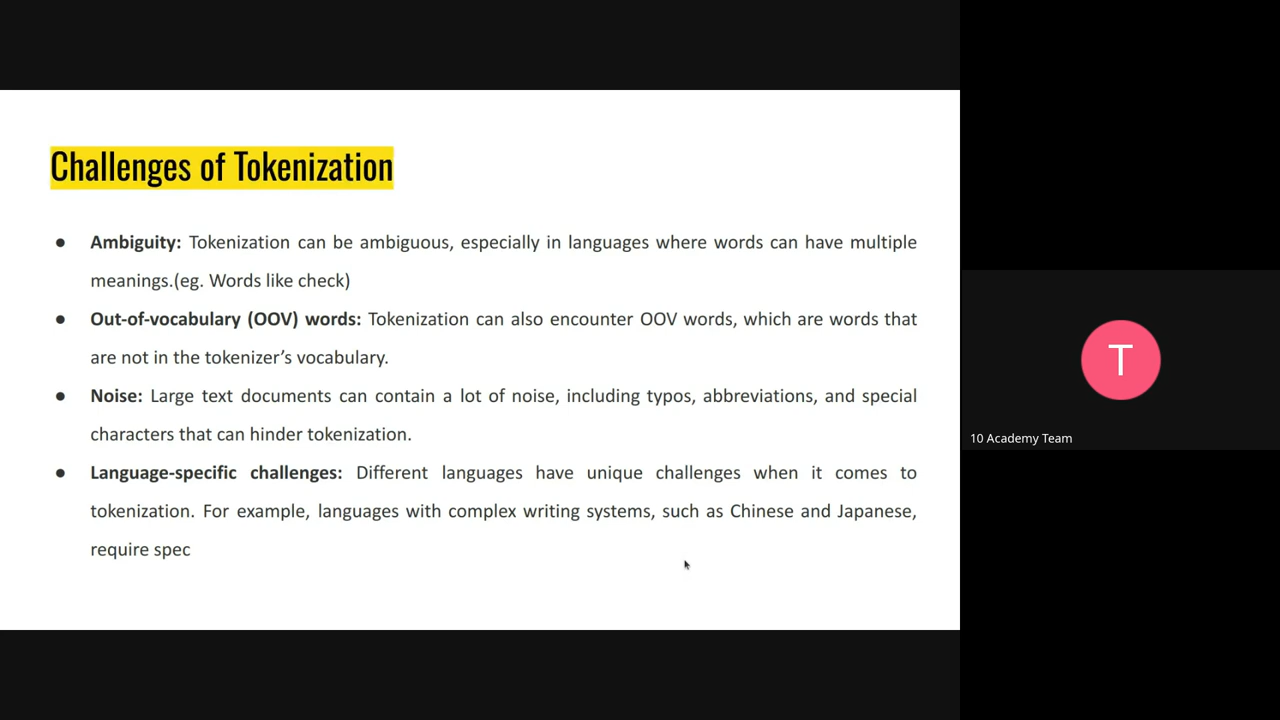 Challenges of Tokenization
● Ambiguity: Tokenization can be ambiguous, especially in languages where words can have multiple
meanings.(eg. Words like check)
● Out-of-vocabulary (OOV) words: Tokenization can also encounter OOV words, which are words that
are not in the tokenizer’s vocabulary.
● Noise: Large text documents can contain a lot of noise, including typos, abbreviations, and special
characters that can hinder tokenization.
● Language-specific challenges: Different languages have unique challenges when it comes to
tokenization. For example, languages with complex writing systems, such as Chinese and Japanese,
require spec
T
10 Academy Team